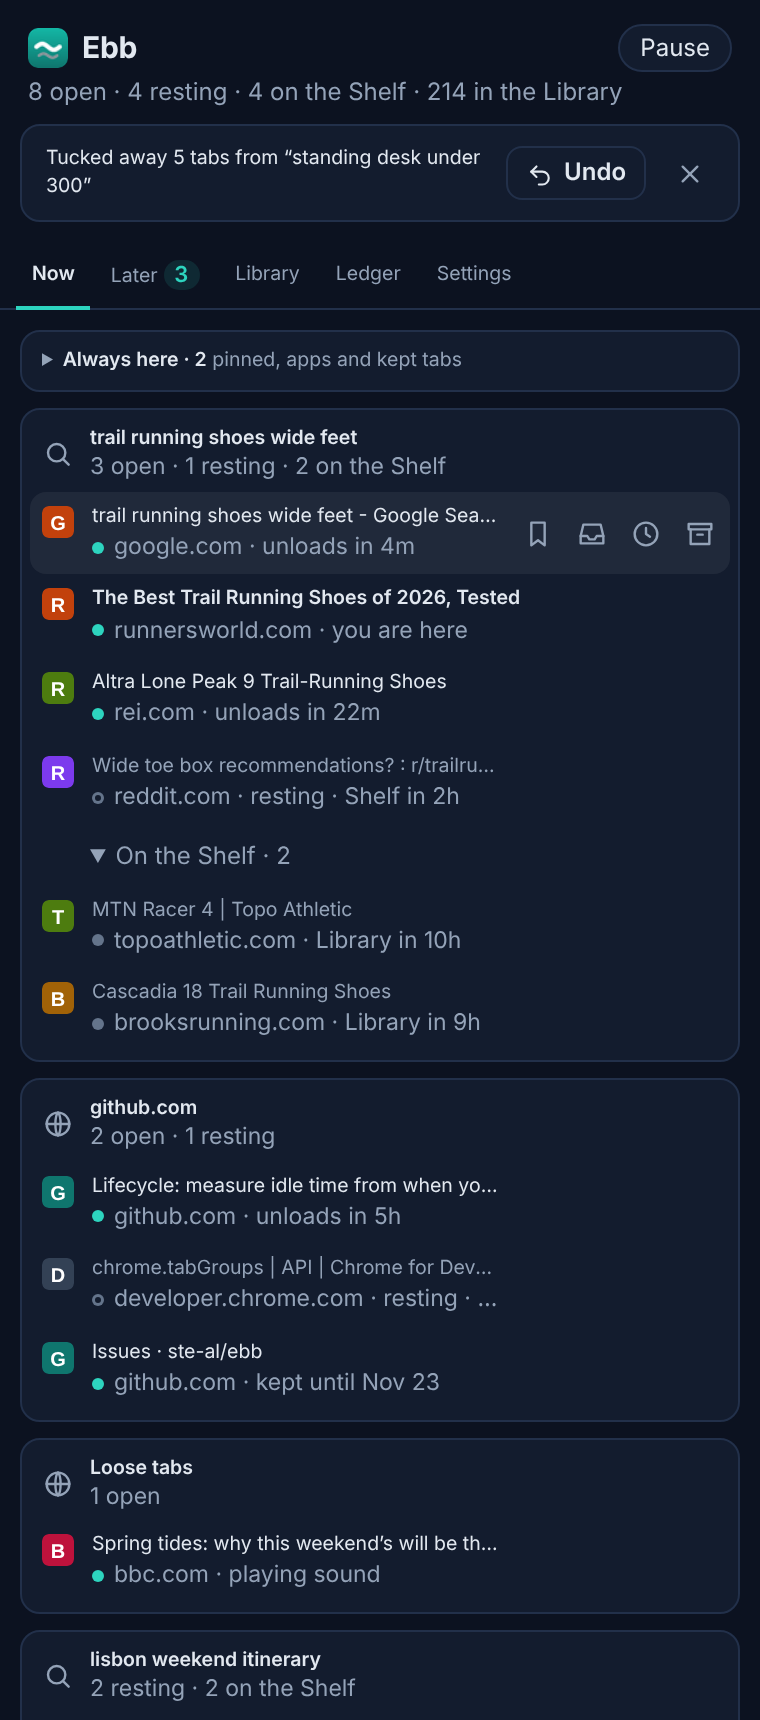 Ebb
Pause
8 open · 4 resting · 4 on the Shelf · 214 in the Library
Tucked away 5 tabs from “standing desk under
300”
Undo
Now
Later 3
Library
Ledger
Settings
Always here · 2 pinned, apps and kept tabs
trail running shoes wide feet
3 open · 1 resting · 2 on the Shelf
G
trail running shoes wide feet - Google Sea…
google.com · unloads in 4m
R
The Best Trail Running Shoes of 2026, Tested
runnersworld.com · you are here
R
Altra Lone Peak 9 Trail-Running Shoes
rei.com · unloads in 22m
R
Wide toe box recommendations? : r/trailru…
reddit.com · resting · Shelf in 2h
On the Shelf · 2
T
MTN Racer 4 | Topo Athletic
topoathletic.com · Library in 10h
B
Cascadia 18 Trail Running Shoes
brooksrunning.com · Library in 9h
github.com
2 open · 1 resting
G
Lifecycle: measure idle time from when yo…
github.com · unloads in 5h
D
chrome.tabGroups | API | Chrome for Dev…
developer.chrome.com · resting · …
G
Issues · ste-al/ebb
github.com · kept until Nov 23
Loose tabs
1 open
B
Spring tides: why this weekend’s will be th…
bbc.com · playing sound
lisbon weekend itinerary
2 resting · 2 on the Shelf